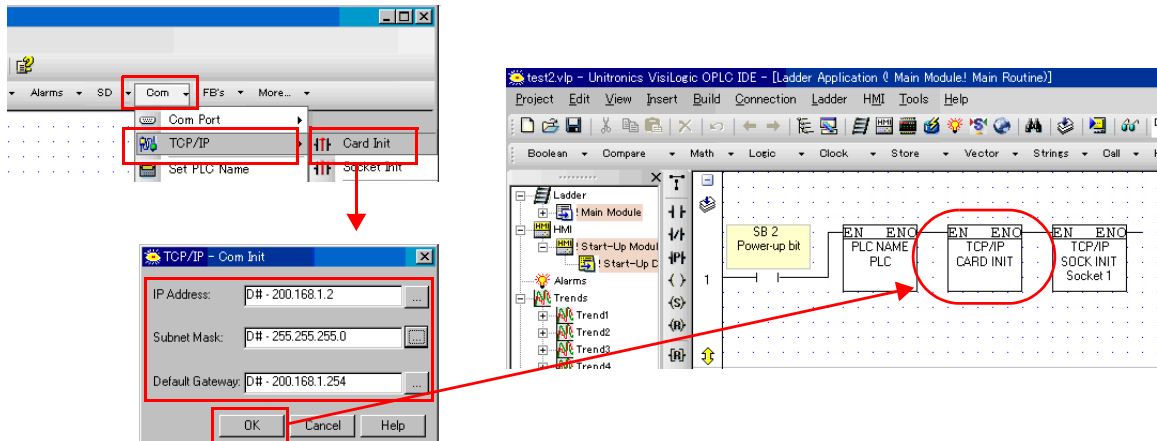 Alarms SD Com FB's More...
Com Port
TCP/IP
Set PLC Name
Card Init
Socket Init
TCP/IP - Com Init
IP Address: D# - 200.168.1.2 ...
Subnet Mask: D# - 255.255.255.0 ...
Default Gateway: D# - 200.168.1.254 ...
OK Cancel Help
test2.vlp - Unitronics VisiLogic OPLC IDE - [Ladder Application (! Main Module! Main Routine)]
Project Edit View Insert Build Connection Ladder HMI Tools Help
Boolean Compare Math Logic Clock Store Vector Strings Call
Ladder
! Main Module
HMI
! Start-Up Modul
! Start-Up D
Alarms
Trends
Trend1
Trend2
Trend3
Trend4
1
SB 2
Power-up bit
EN ENO
PLC NAME
PLC
EN ENO
TCP/IP
CARD INIT
EN ENO
TCP/IP
SOCK INIT
Socket 1